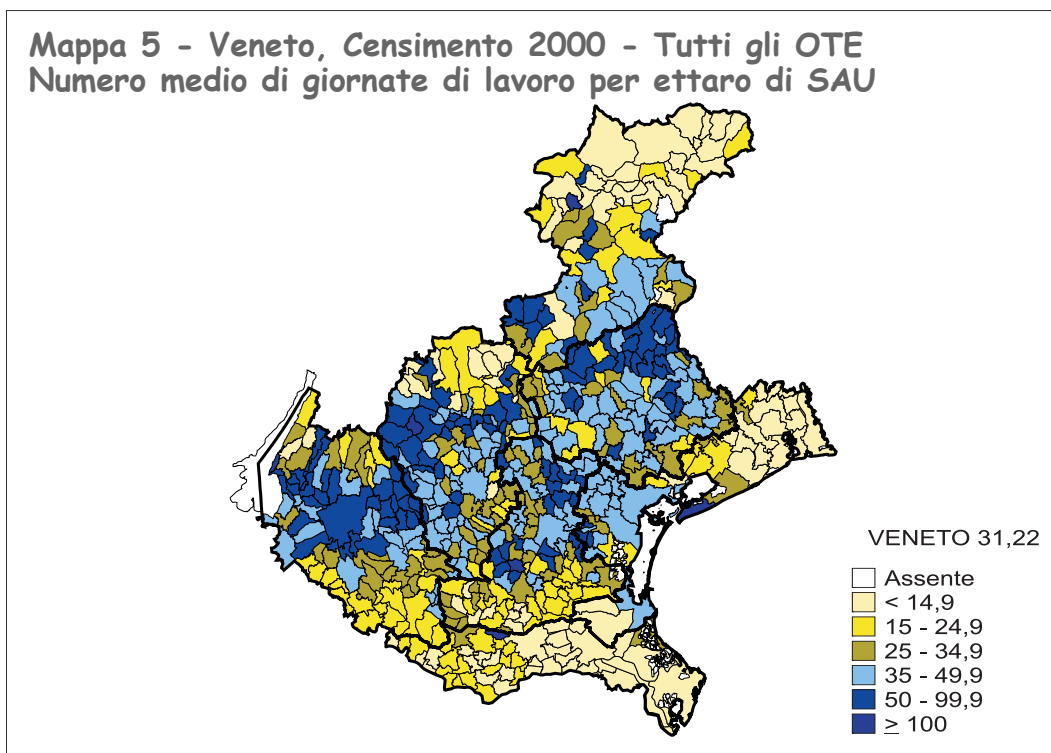 Mappa 5 - Veneto, Censimento 2000 - Tutti gli OTE
Numero medio di giornate di lavoro per ettaro di SAU
VENETO 31,22
Assente
< 14,9
15 - 24,9
25 - 34,9
35 - 49,9
50 - 99,9
≥ 100